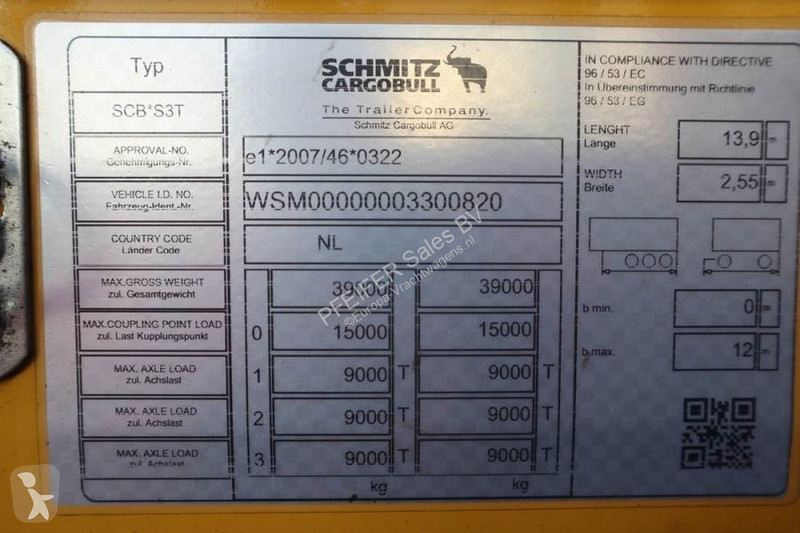 Typ
SCB*S3T
SCHMITZ
CARGOBULL
The Trailer Company.
Schmitz Cargobull AG
APPROVAL-NO.
Genehmigungs-Nr.
e1*2007/46*0322
VEHICLE I.D. NO.
Fahrzeug-Ident.-Nr.
WSM00000003300820
COUNTRY CODE
Länder Code
NL
MAX.GROSS WEIGHT
zul. Gesamtgewicht
39000 39000
MAX.COUPLING POINT LOAD
zul. Last Kupplungspunkt
0 15000 15000
MAX. AXLE LOAD
zul. Achslast
1 9000 T 9000 T
MAX. AXLE LOAD
zul. Achslast
2 9000 T 9000 T
MAX. AXLE LOAD
zul. Achslast
3 9000 T 9000 T
kg kg
IN COMPLIANCE WITH DIRECTIVE
96 / 53 / EC
In Übereinstimmung mit Richtlinie
96 / 53 / EG
LENGHT
Länge
13,9 m
WIDTH
Breite
2,55 m
b min. 0 m
b max. 12 m
PFEIFER Sales BV
©Europa-Vrachtwagens.nl